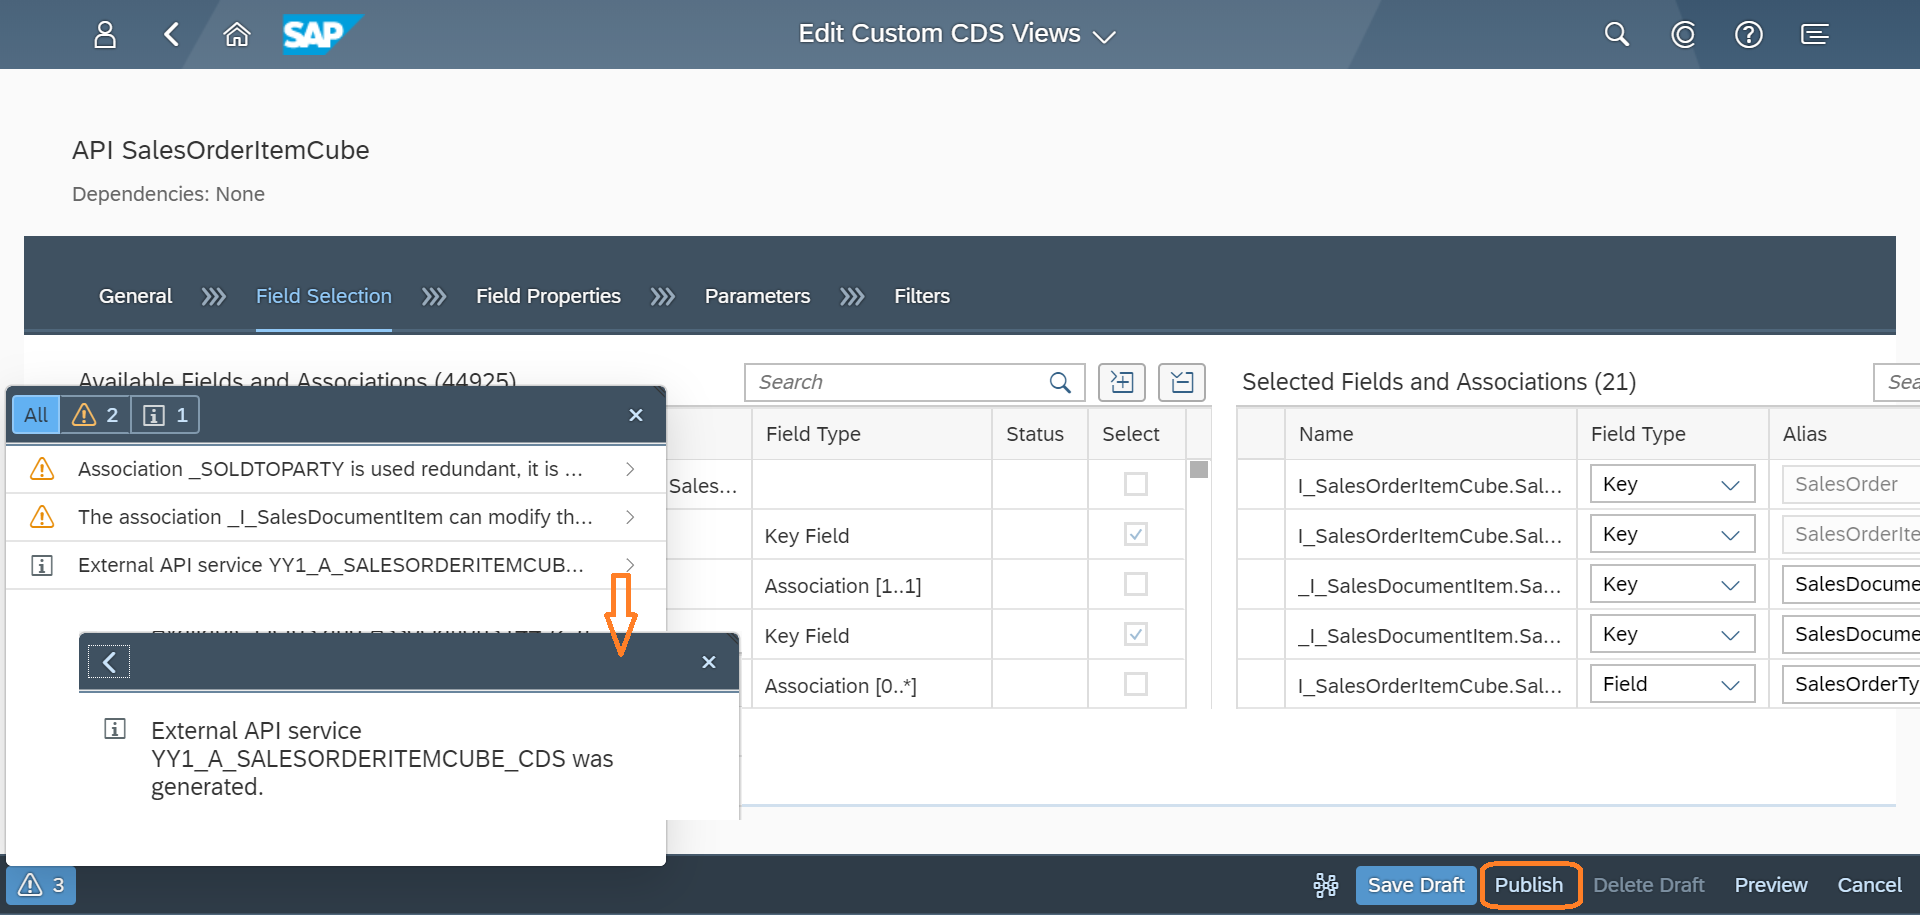 SAP
Edit Custom CDS Views
API SalesOrderItemCube
Dependencies: None
General
Field Selection
Field Properties
Parameters
Filters
Available Fields and Associations (44925)
Search
Selected Fields and Associations (21)
Sea
All
2
1
Field Type
Status
Select
Name
Field Type
Alias
Association _SOLDTOPARTY is used redundant, it is ...
Sales...
I_SalesOrderItemCube.Sal...
Key
SalesOrder
The association _I_SalesDocumentItem can modify th...
Key Field
I_SalesOrderItemCube.Sal...
Key
SalesOrderIte
External API service YY1_A_SALESORDERITEMCUB...
Association [1..1]
_I_SalesDocumentItem.Sa...
Key
SalesDocume
Key Field
_I_SalesDocumentItem.Sa...
Key
SalesDocume
Association [0..*]
I_SalesOrderItemCube.Sal...
Field
SalesOrderTy
External API service
YY1_A_SALESORDERITEMCUBE_CDS was
generated.
3
Save Draft
Publish
Delete Draft
Preview
Cancel